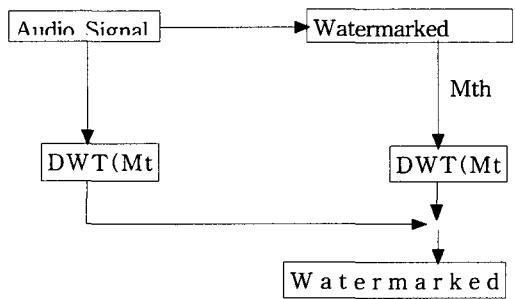 Audio Signal
Watermarked
Mth
DWT(Mt
DWT(Mt
Watermarked